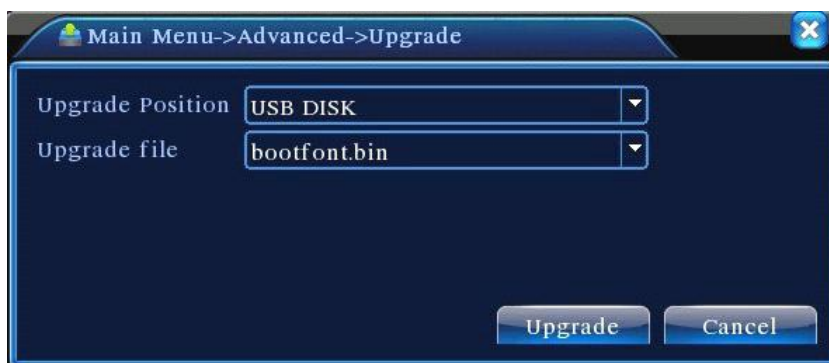 Main Menu->Advanced->Upgrade
Upgrade Position USB DISK
Upgrade file bootfont.bin
Upgrade Cancel